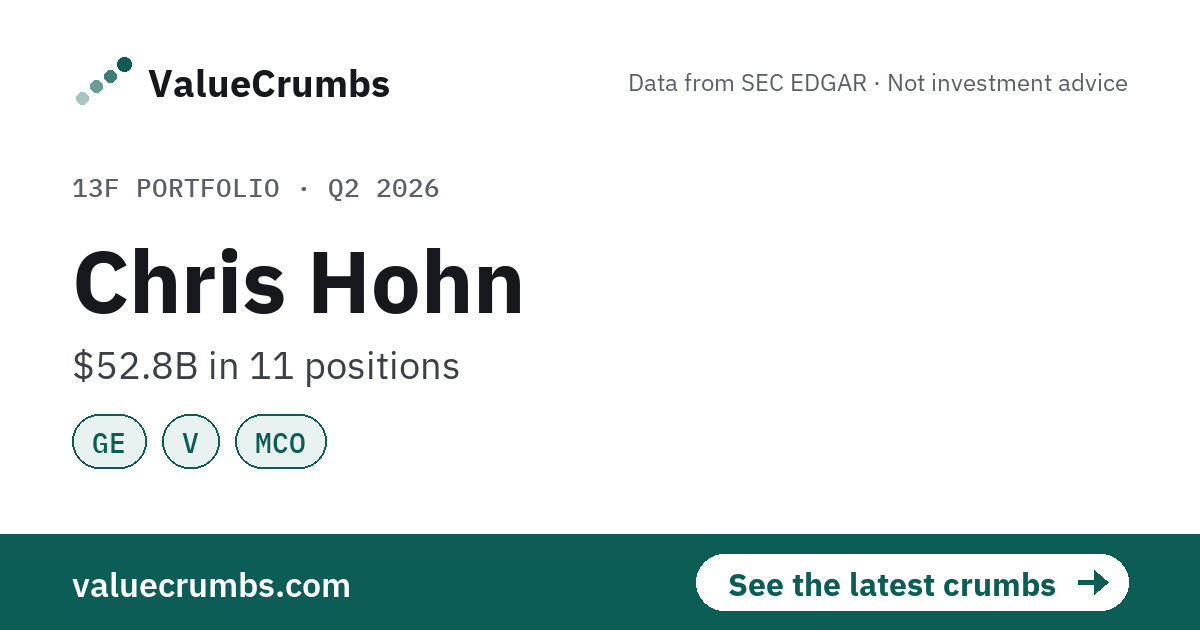 ValueCrumbs
Data from SEC EDGAR · Not investment advice
13F PORTFOLIO · Q2 2026
Chris Hohn
$52.8B in 11 positions
GE V MCO
valuecrumbs.com
See the latest crumbs →